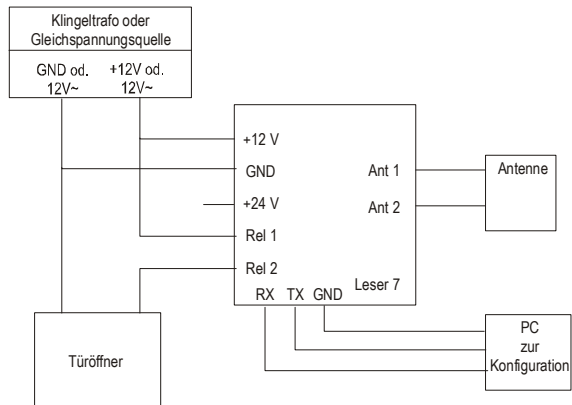 Klingeltrafo oder
Gleichspannungsquelle
GND od. +12V od.
12V~ 12V~
+12 V
GND Ant 1 Antenne
+24 V Ant 2
Rel 1
Rel 2
Leser 7
RX TX GND
Türöffner
PC
zur
Konfiguration